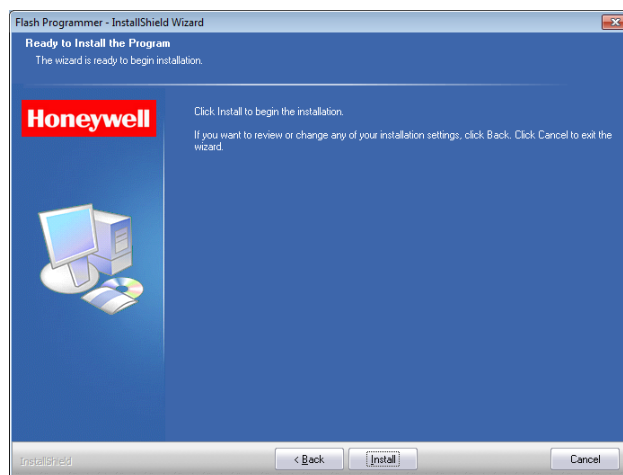 Flash Programmer - InstallShield Wizard
Ready to Install the Program
The wizard is ready to begin installation.
Honeywell
Click Install to begin the installation.
If you want to review or change any of your installation settings, click Back. Click Cancel to exit the
wizard.
InstallShield
< Back
Install
Cancel